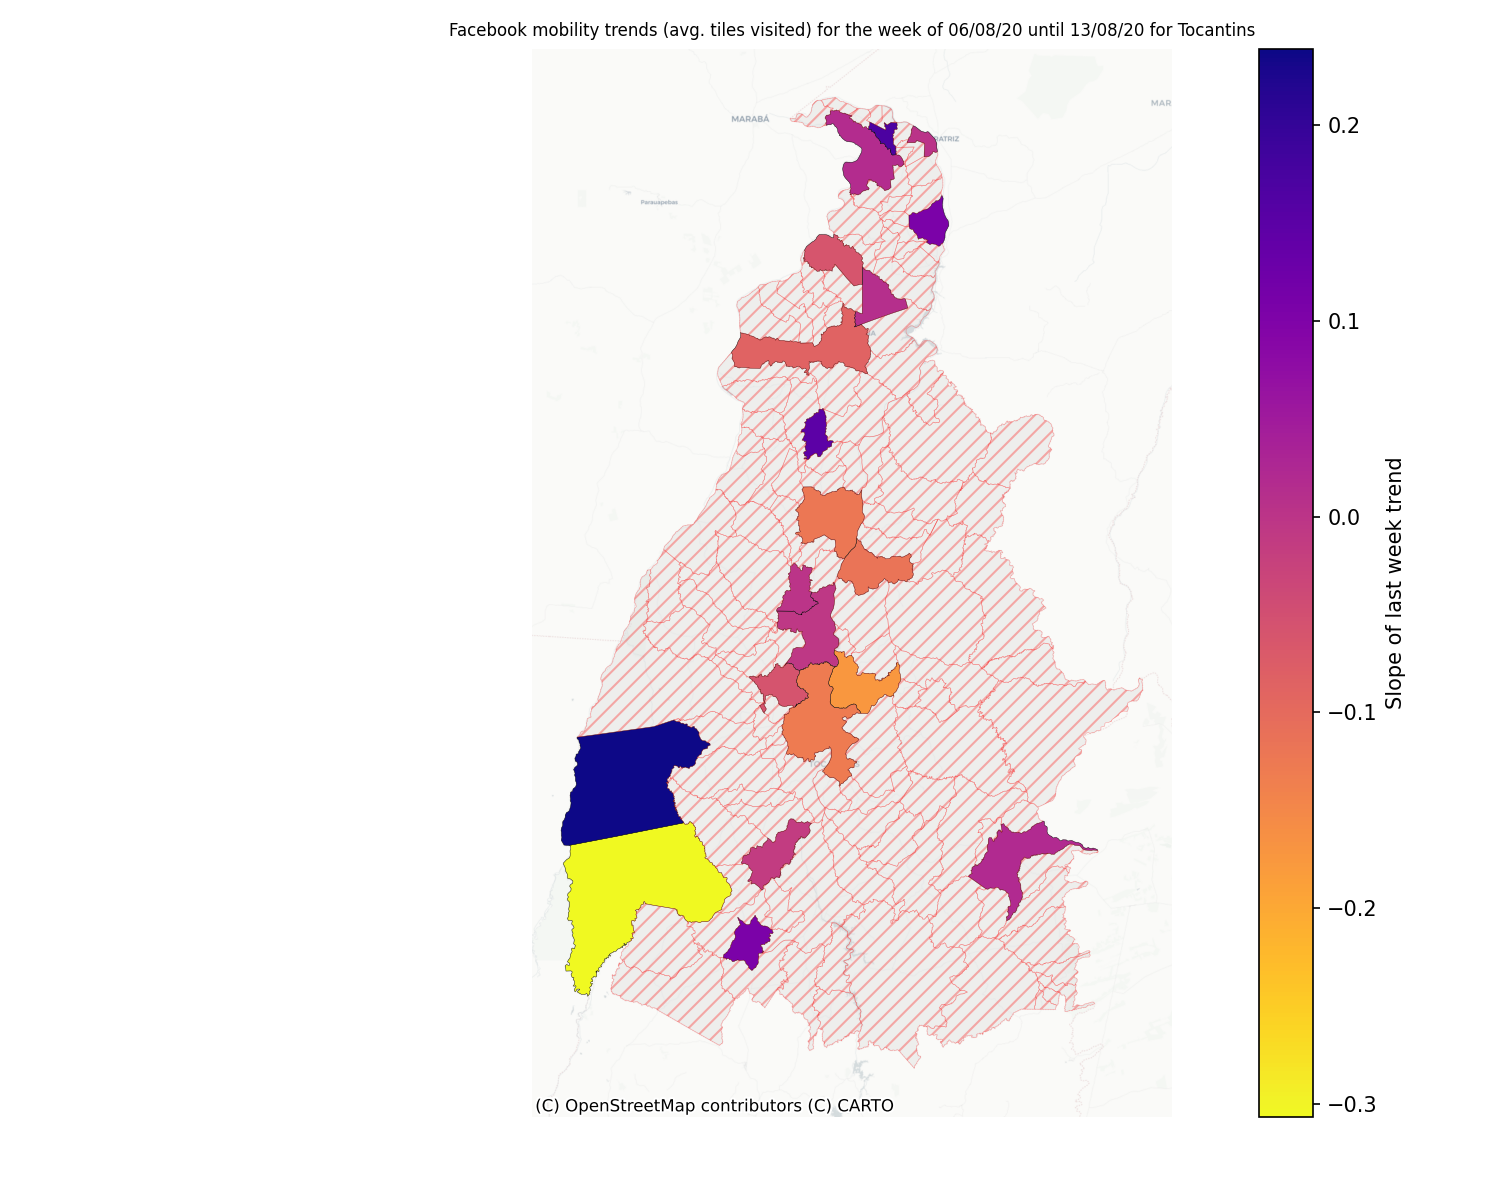 Facebook mobility trends (avg. tiles visited) for the week of 06/08/20 until 13/08/20 for Tocantins
MAR
MARABÁ
ATRIZ
Parauapebas
0.2
0.1
0.0
−0.1
−0.2
−0.3
Slope of last week trend
(C) OpenStreetMap contributors (C) CARTO